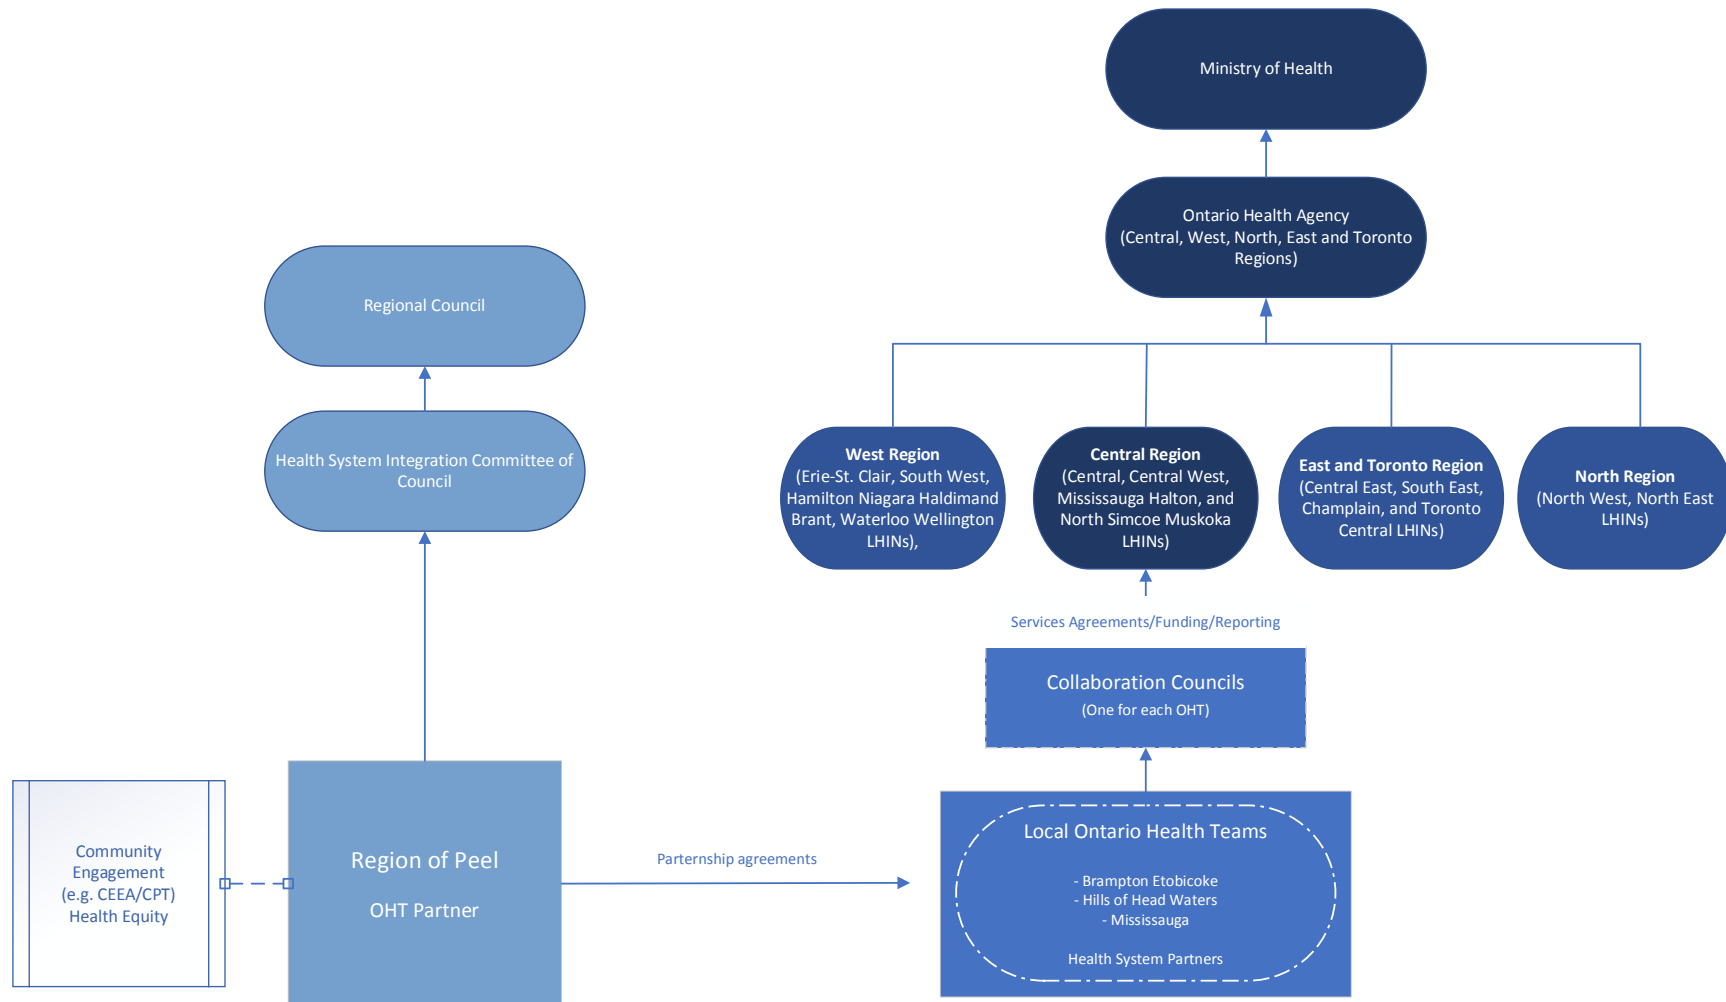 Ministry of Health
Ontario Health Agency
(Central, West, North, East and Toronto
Regions)
Regional Council
Health System Integration Committee of
Council
West Region
(Erie-St. Clair, South West,
Hamilton Niagara Haldimand
Brant, Waterloo Wellington
LHINs),
Central Region
(Central, Central West,
Mississauga Halton, and
North Simcoe Muskoka
LHINs)
East and Toronto Region
(Central East, South East,
Champlain, and Toronto
Central LHINs)
North Region
(North West, North East
LHINs)
Services Agreements/Funding/Reporting
Collaboration Councils
(One for each OHT)
Community
Engagement
(e.g. CEEA/CPT)
Health Equity
Region of Peel
OHT Partner
Parternship agreements
Local Ontario Health Teams
- Brampton Etobicoke
- Hills of Head Waters
- Mississauga
Health System Partners